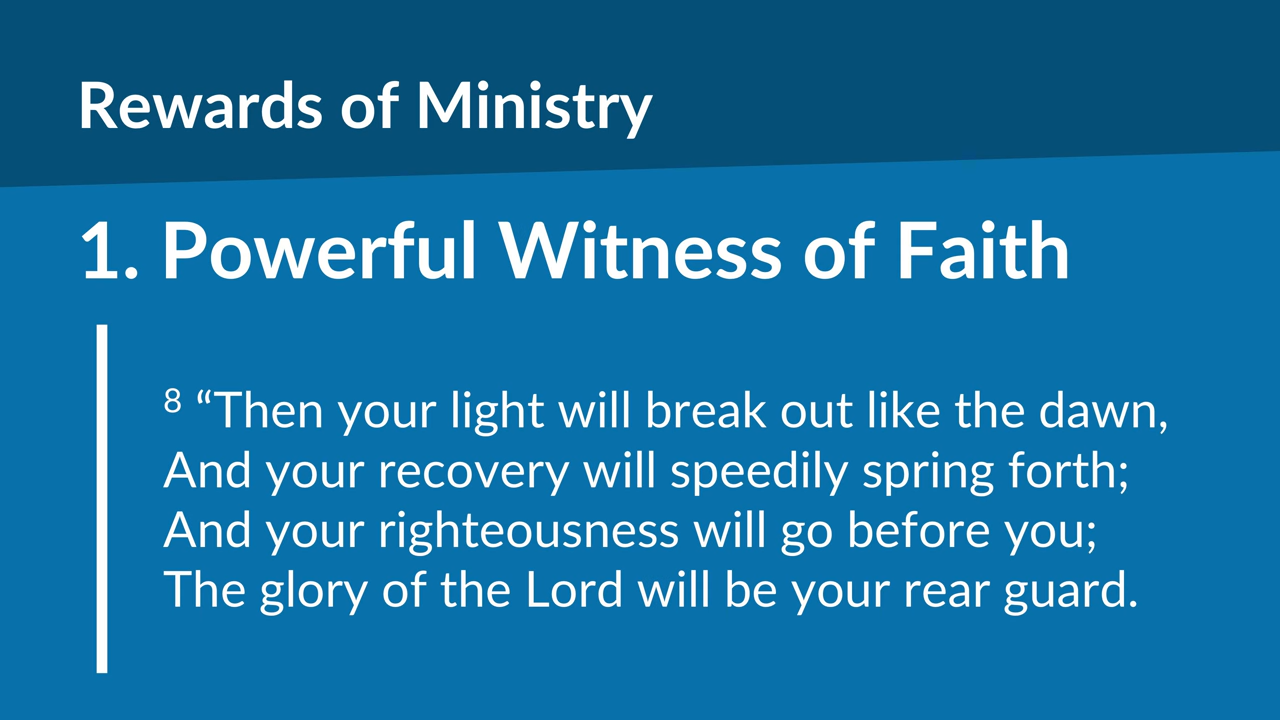 Rewards of Ministry
1. Powerful Witness of Faith
8 “Then your light will break out like the dawn,
And your recovery will speedily spring forth;
And your righteousness will go before you;
The glory of the Lord will be your rear guard.